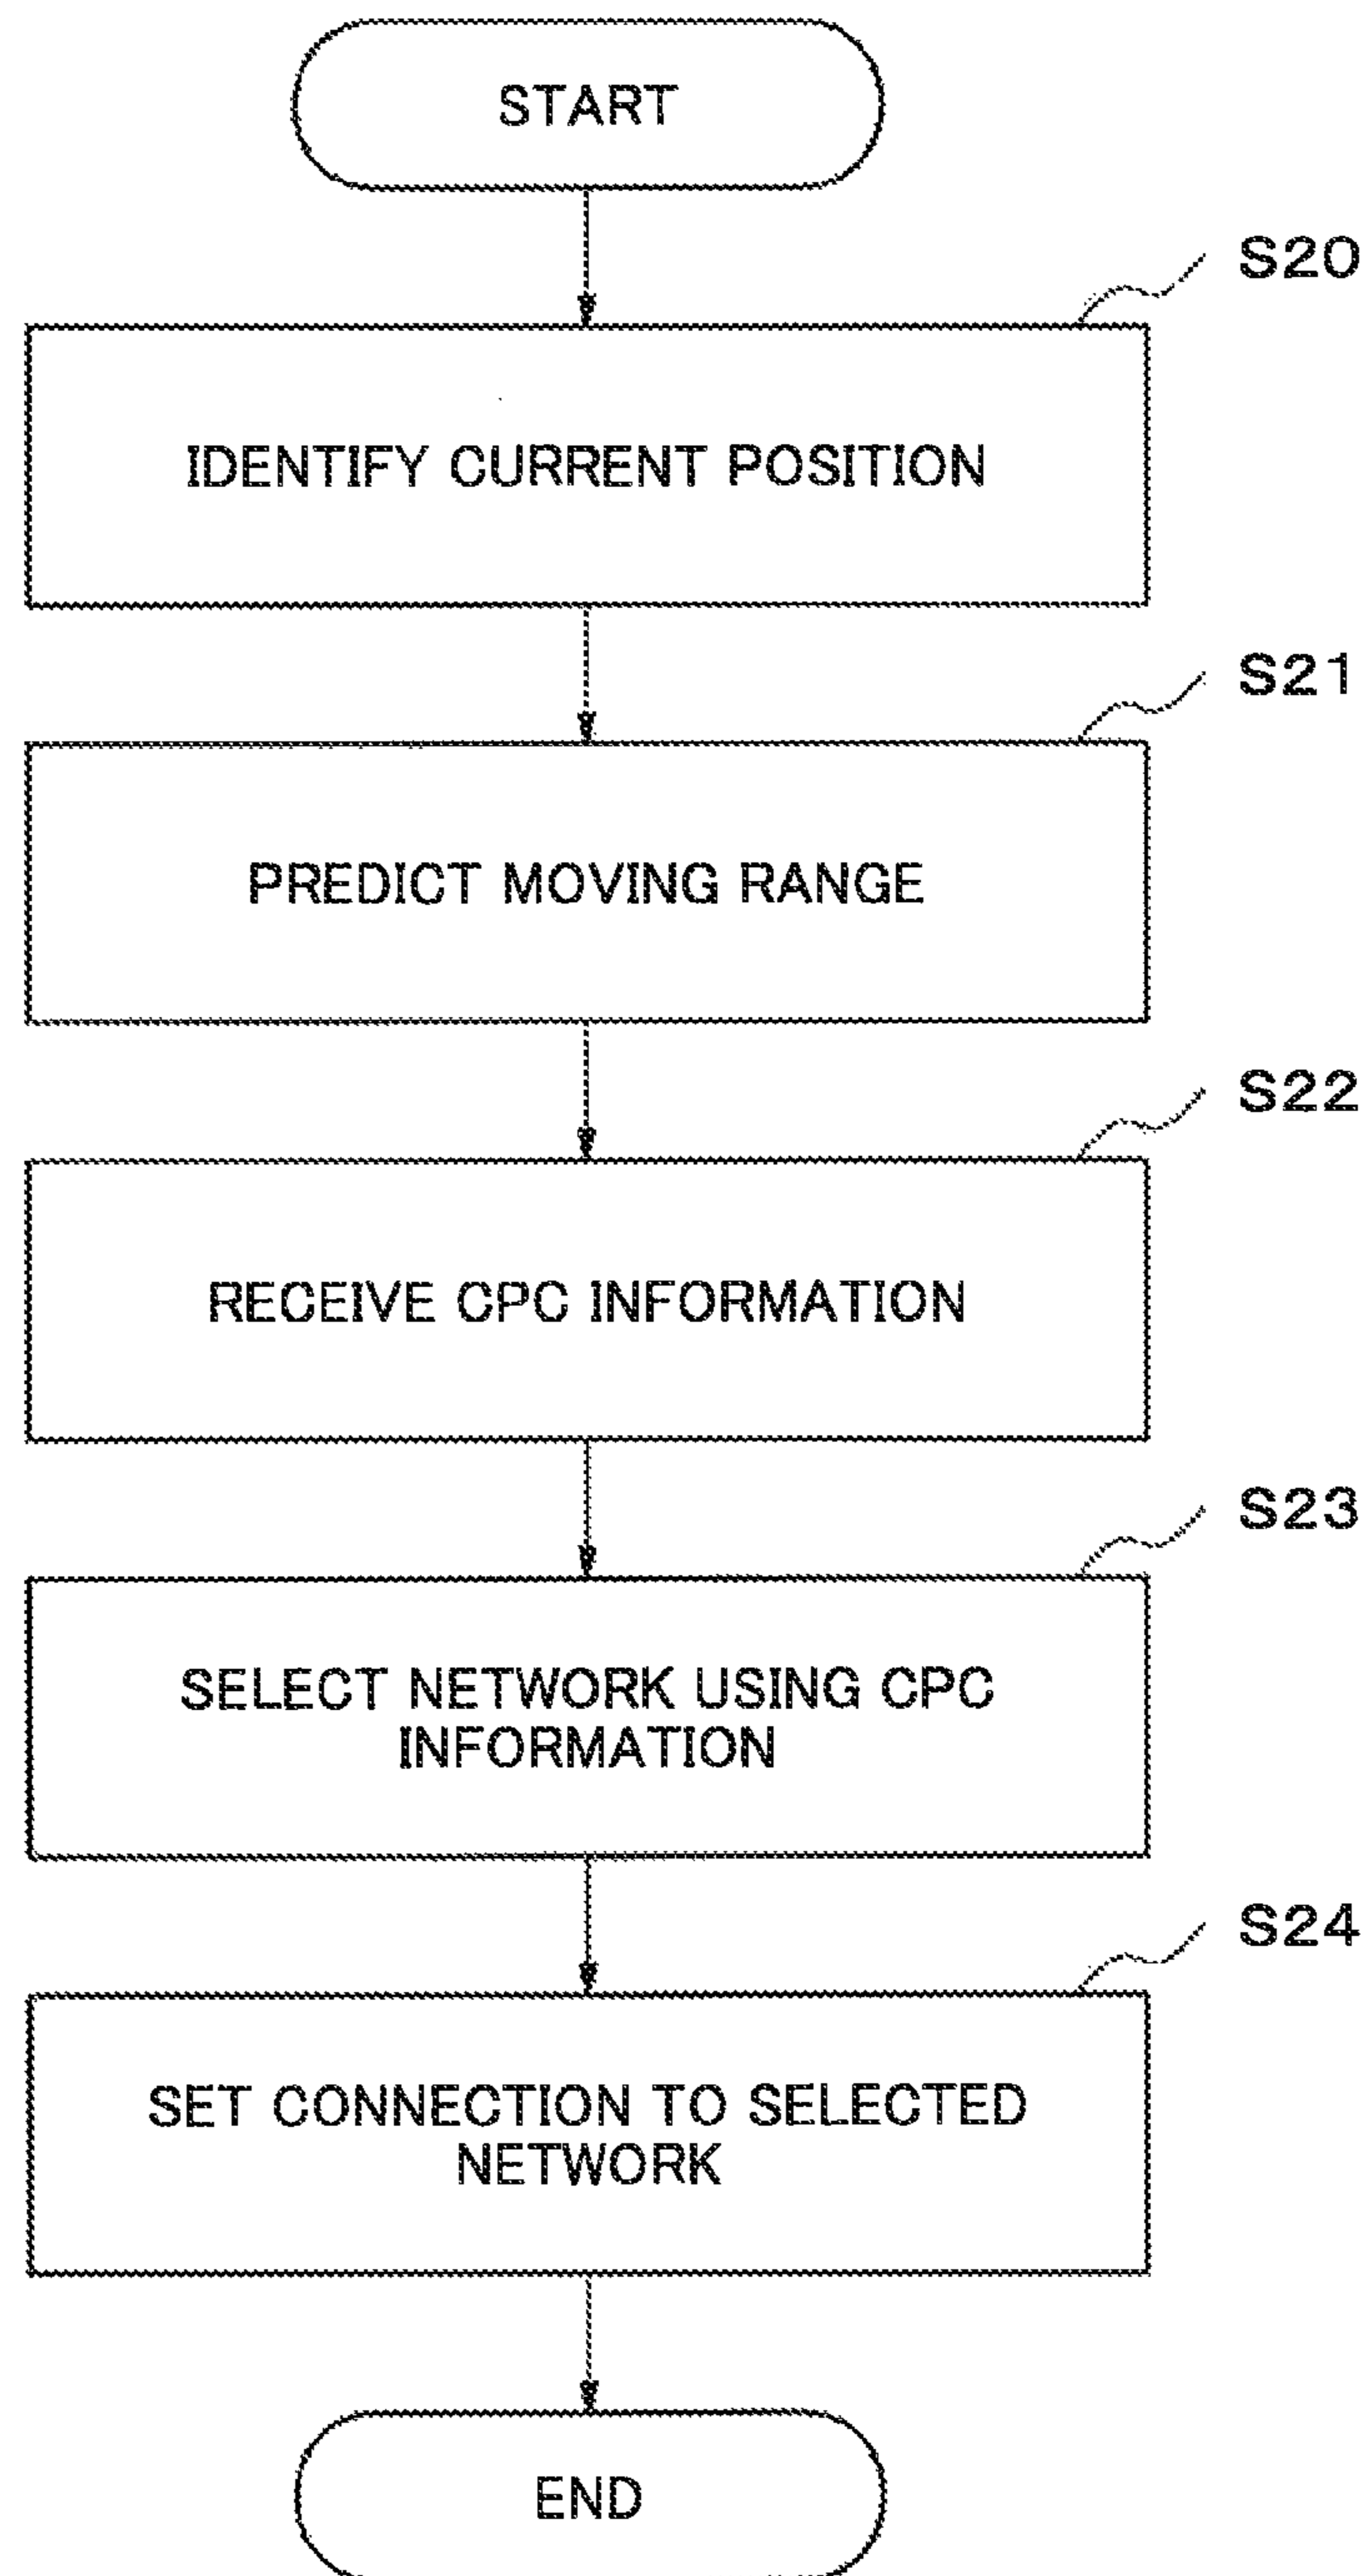 START
S20
IDENTIFY CURRENT POSITION
S21
PREDICT MOVING RANGE
S22
RECEIVE CPC INFORMATION
S23
SELECT NETWORK USING CPC
INFORMATION
S24
SET CONNECTION TO SELECTED
NETWORK
END